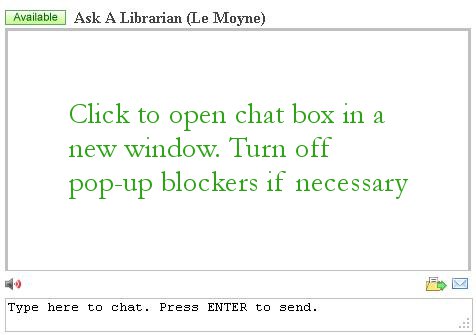 Available Ask A Librarian (Le Moyne)
Click to open chat box in a
new window. Turn off
pop-up blockers if necessary
Type here to chat. Press ENTER to send.